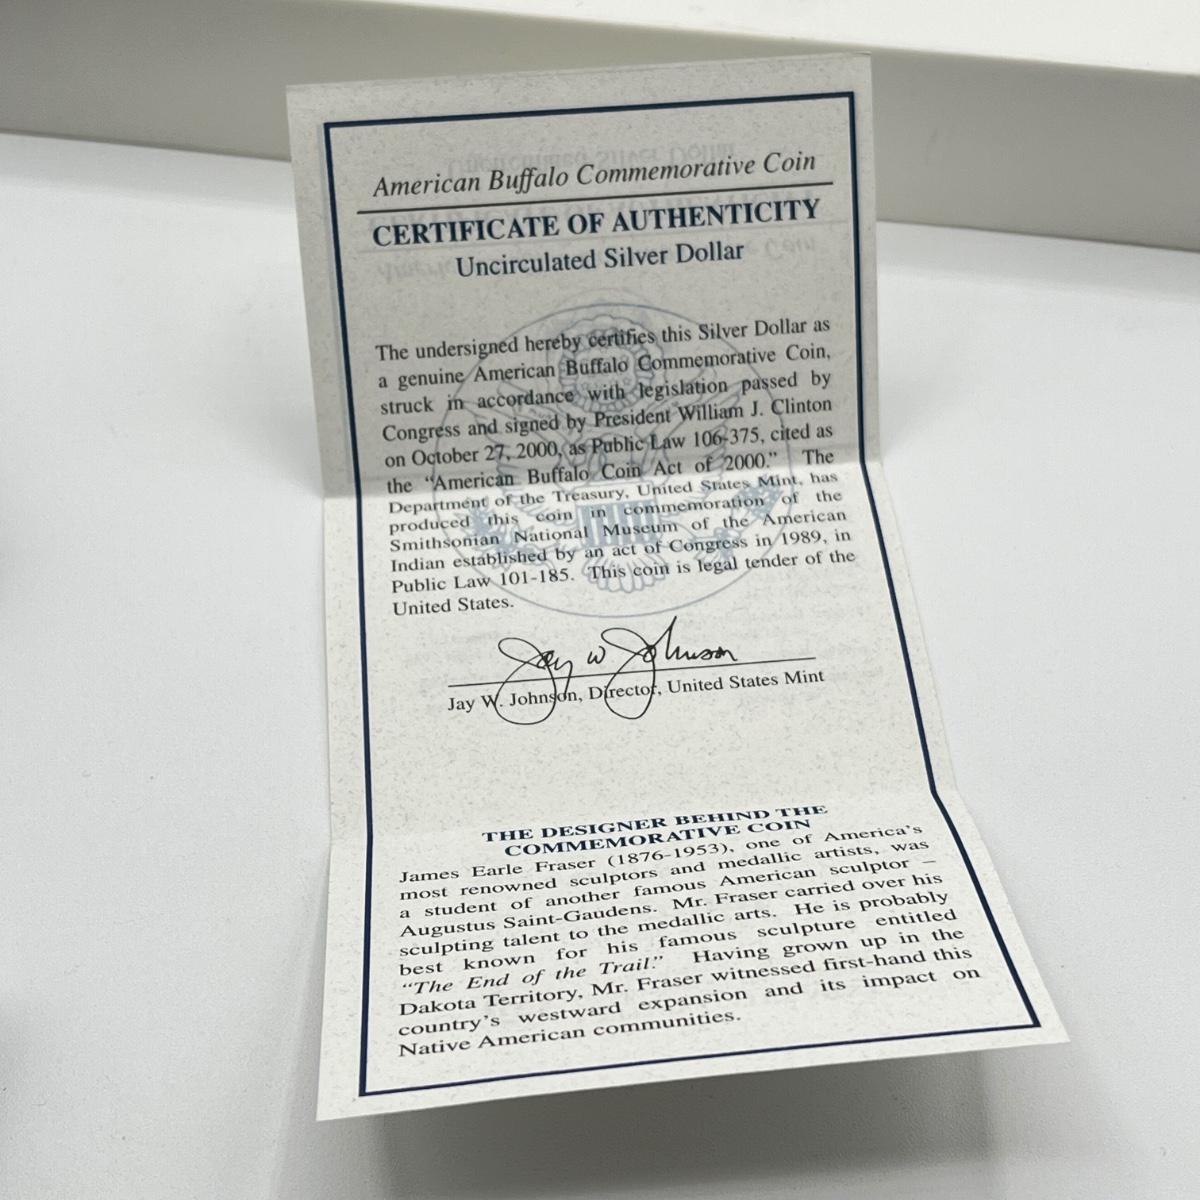 American Buffalo Commemorative Coin
CERTIFICATE OF AUTHENTICITY
Uncirculated Silver Dollar
The undersigned hereby certifies this Silver Dollar as
a genuine American Buffalo Commemorative Coin,
struck in accordance with legislation passed by
Congress and signed by President William J. Clinton
on October 27, 2000, as Public Law 106-375, cited as
the “American Buffalo Coin Act of 2000.” The
Department of the Treasury, United States Mint, has
produced this coin in commemoration of the
Smithsonian National Museum of the American
Indian established by an act of Congress in 1989, in
Public Law 101-185. This coin is legal tender of the
United States.
Jay W Johnson
Jay W. Johnson, Director, United States Mint
THE DESIGNER BEHIND THE
COMMEMORATIVE COIN
James Earle Fraser (1876-1953), one of America’s
most renowned sculptors and medallic artists, was
a student of another famous American sculptor –
Augustus Saint-Gaudens. Mr. Fraser carried over his
sculpting talent to the medallic arts. He is probably
best known for his famous sculpture entitled
“The End of the Trail.” Having grown up in the
Dakota Territory, Mr. Fraser witnessed first-hand this
country’s westward expansion and its impact on
Native American communities.